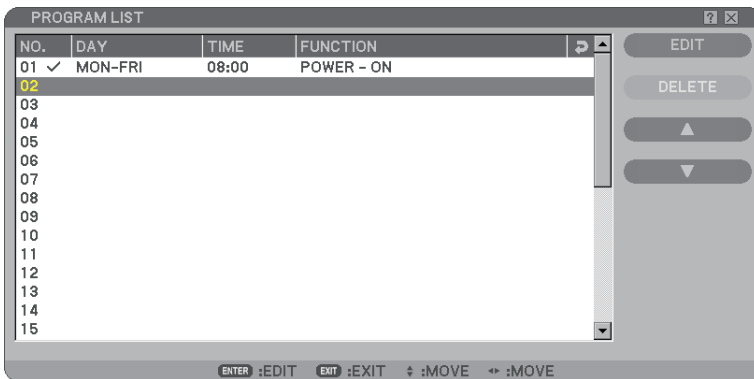 PROGRAM LIST
NO. DAY TIME FUNCTION
01 ✓ MON-FRI 08:00 POWER - ON
02
03
04
05
06
07
08
09
10
11
12
13
14
15
EDIT
DELETE
▲
▼
ENTER :EDIT EXIT :EXIT :MOVE :MOVE